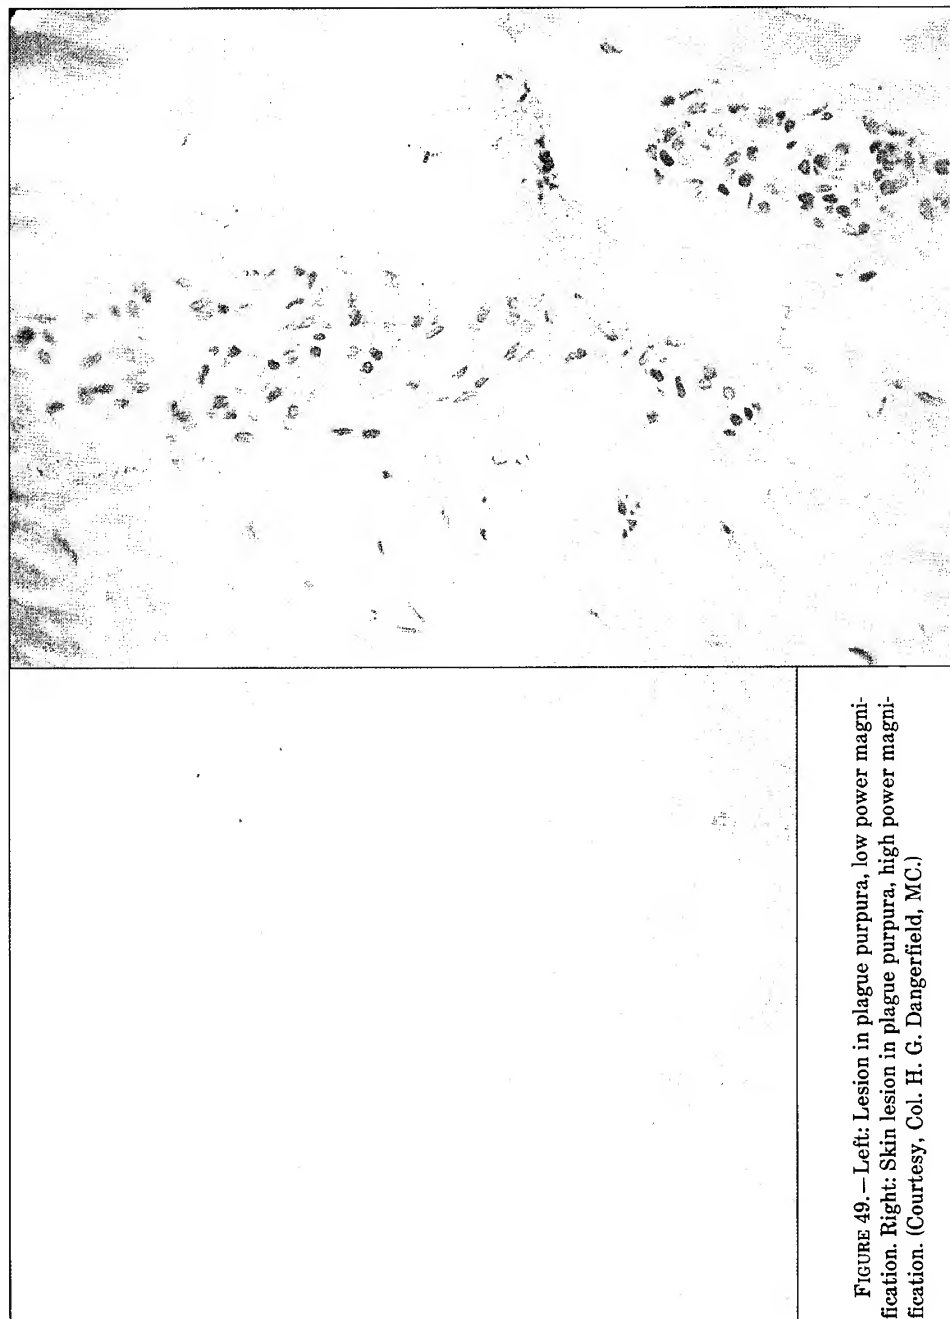 FIGURE 49.—Left: Lesion in plague purpura, low power magni-
fication. Right: Skin lesion in plague purpura, high power magni-
fication. (Courtesy, Col. H. G. Dangerfield, MC.)